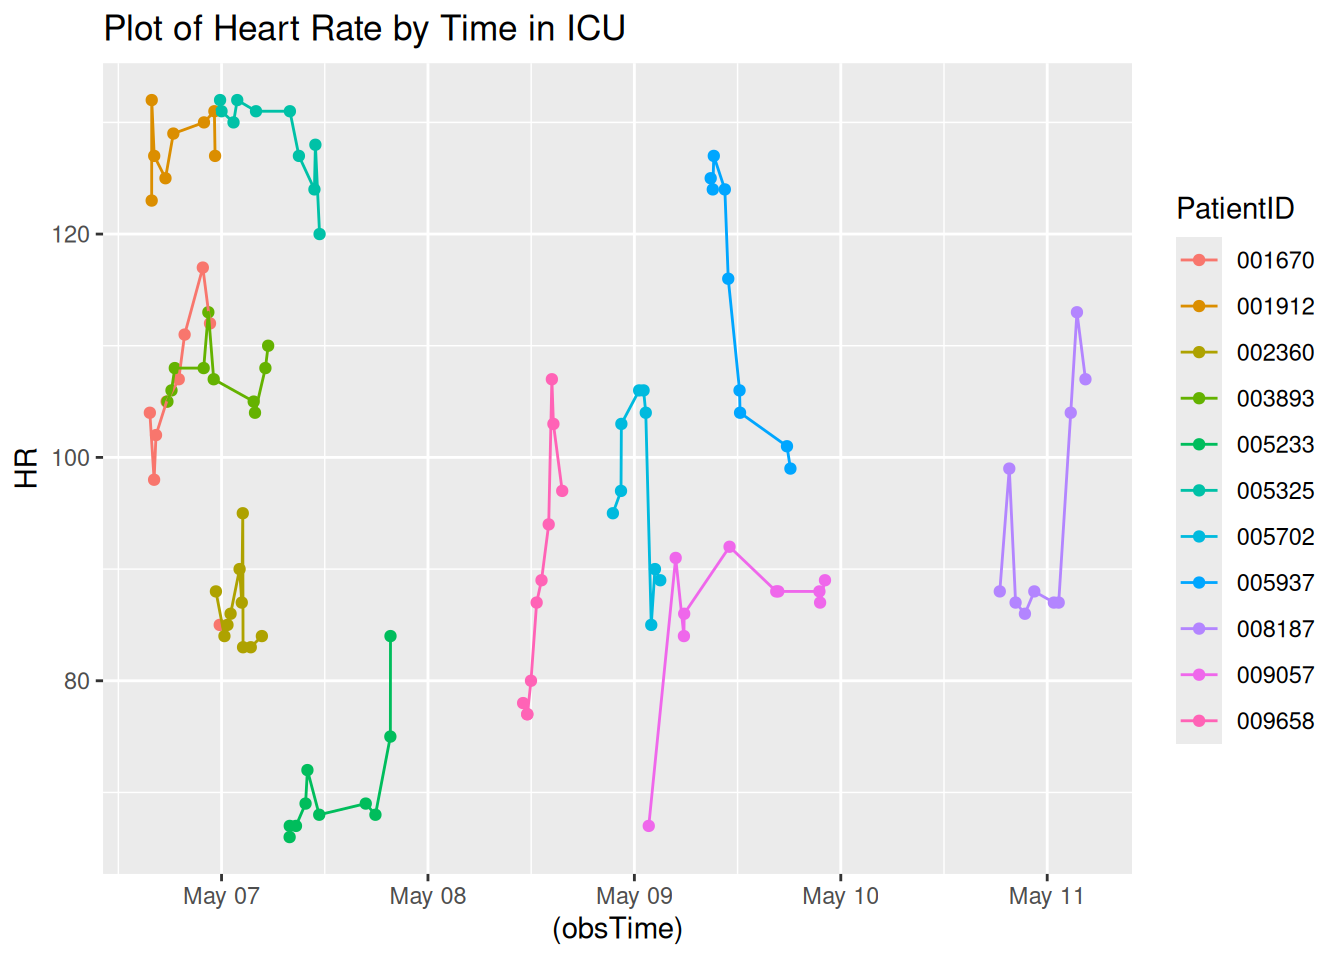 Plot of Heart Rate by Time in ICU
HR
120
100
80
May 07
May 08
May 09
May 10
May 11
(obsTime)
PatientID
001670
001912
002360
003893
005233
005325
005702
005937
008187
009057
009658